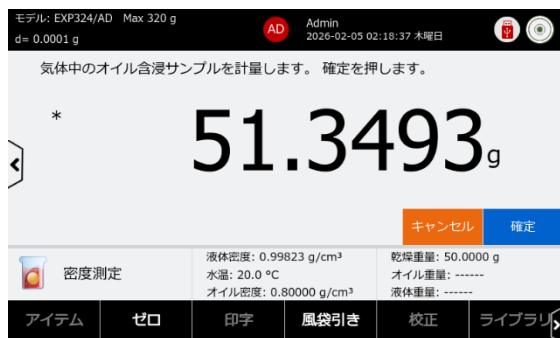 モデル: EXP324/AD Max 320 g
d= 0.0001 g
AD
Admin
2026-02-05 02:18:37 木曜日
気体中のオイル含浸サンプルを計量します。 確定を押します。
*
51.3493 g
キャンセル
確定
密度測定
液体密度: 0.99823 g/cm³
水温: 20.0 °C
オイル密度: 0.80000 g/cm³
乾燥重量: 50.0000 g
オイル重量: ------
液体重量: ------
アイテム
ゼロ
印字
風袋引き
校正
ライブラリ